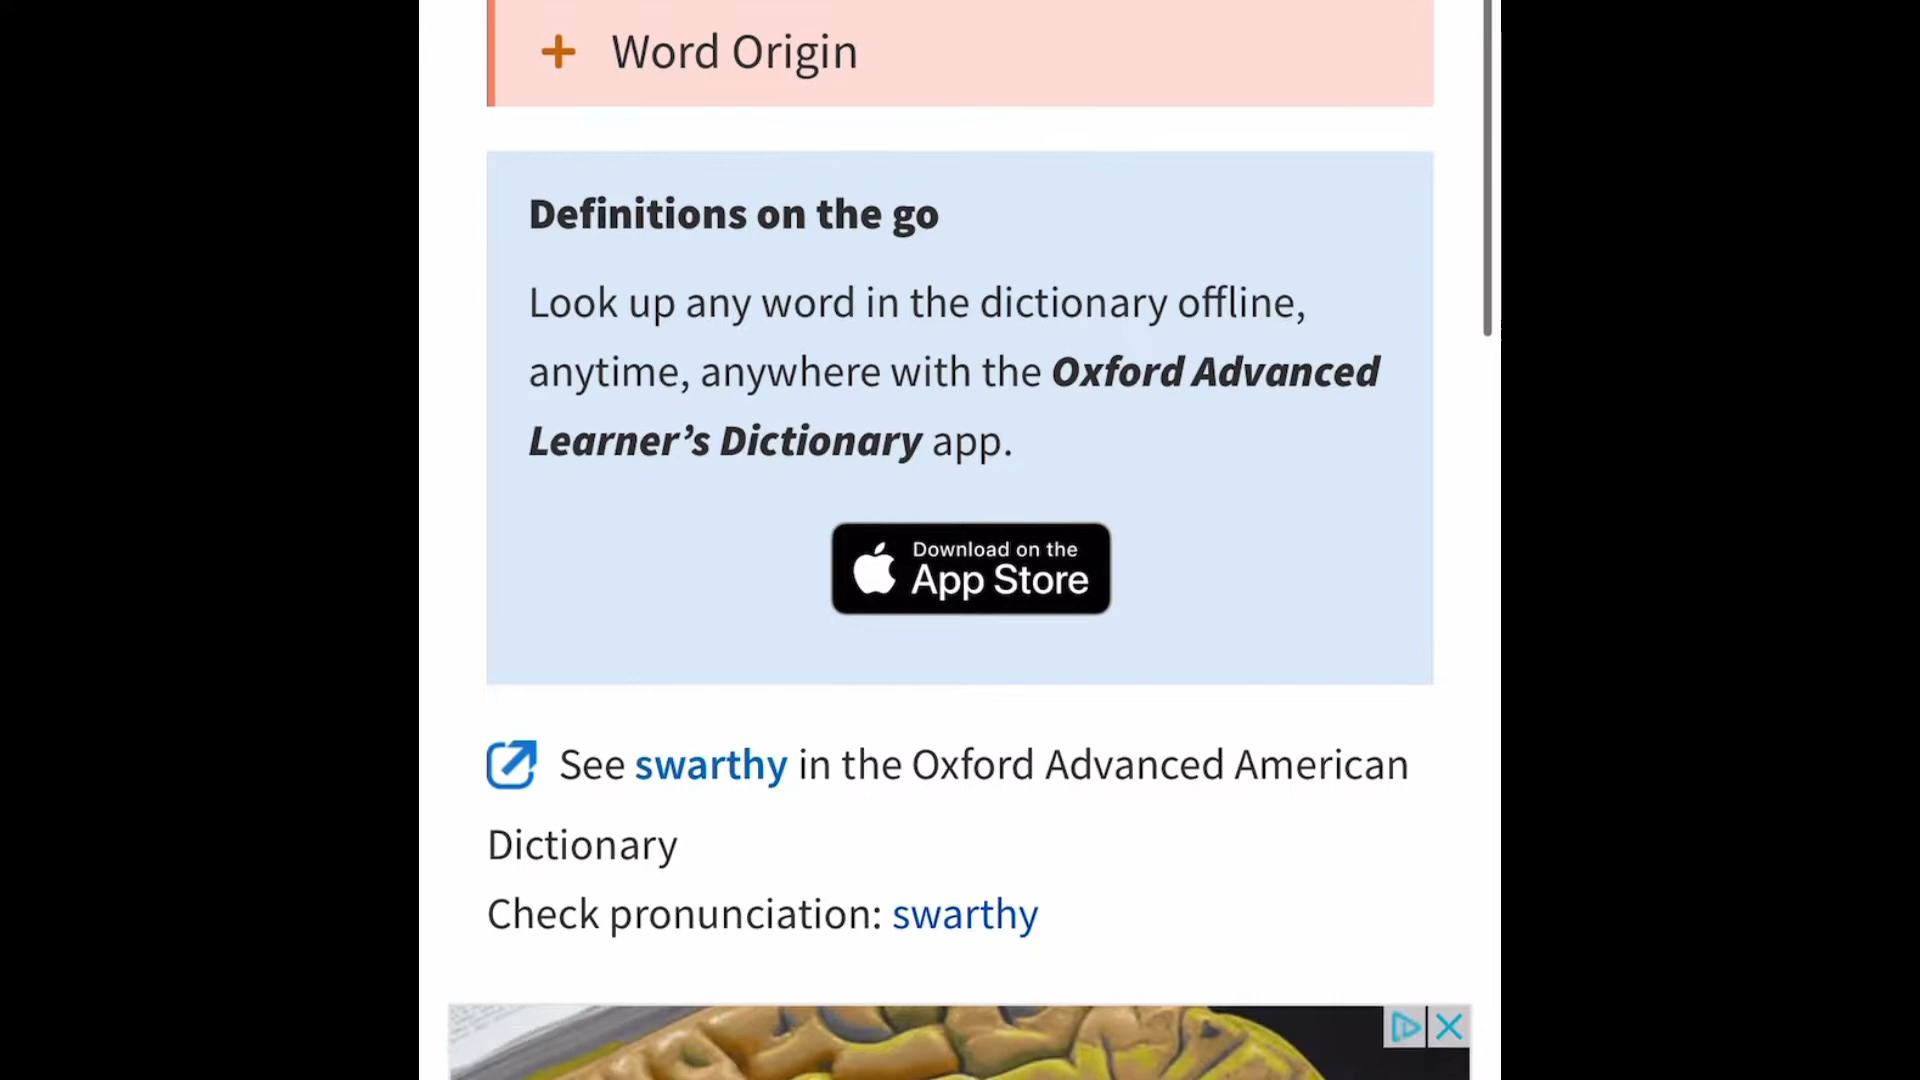 Word Origin
Definitions on the go
Look up any word in the dictionary offline,
anytime, anywhere with the Oxford Advanced
Learner’s Dictionary app.
Download on the
App Store
See swarthy in the Oxford Advanced American
Dictionary
Check pronunciation: swarthy